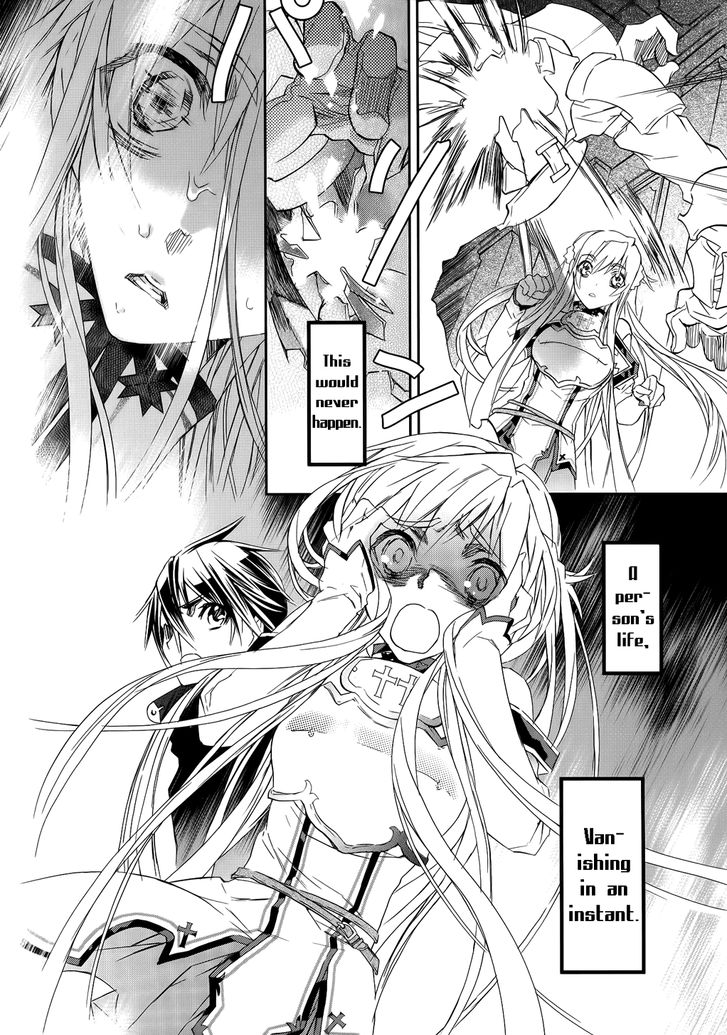 This
would
never
happen.
A
per-
son's
life,
Van-
ishing
in an
instant.